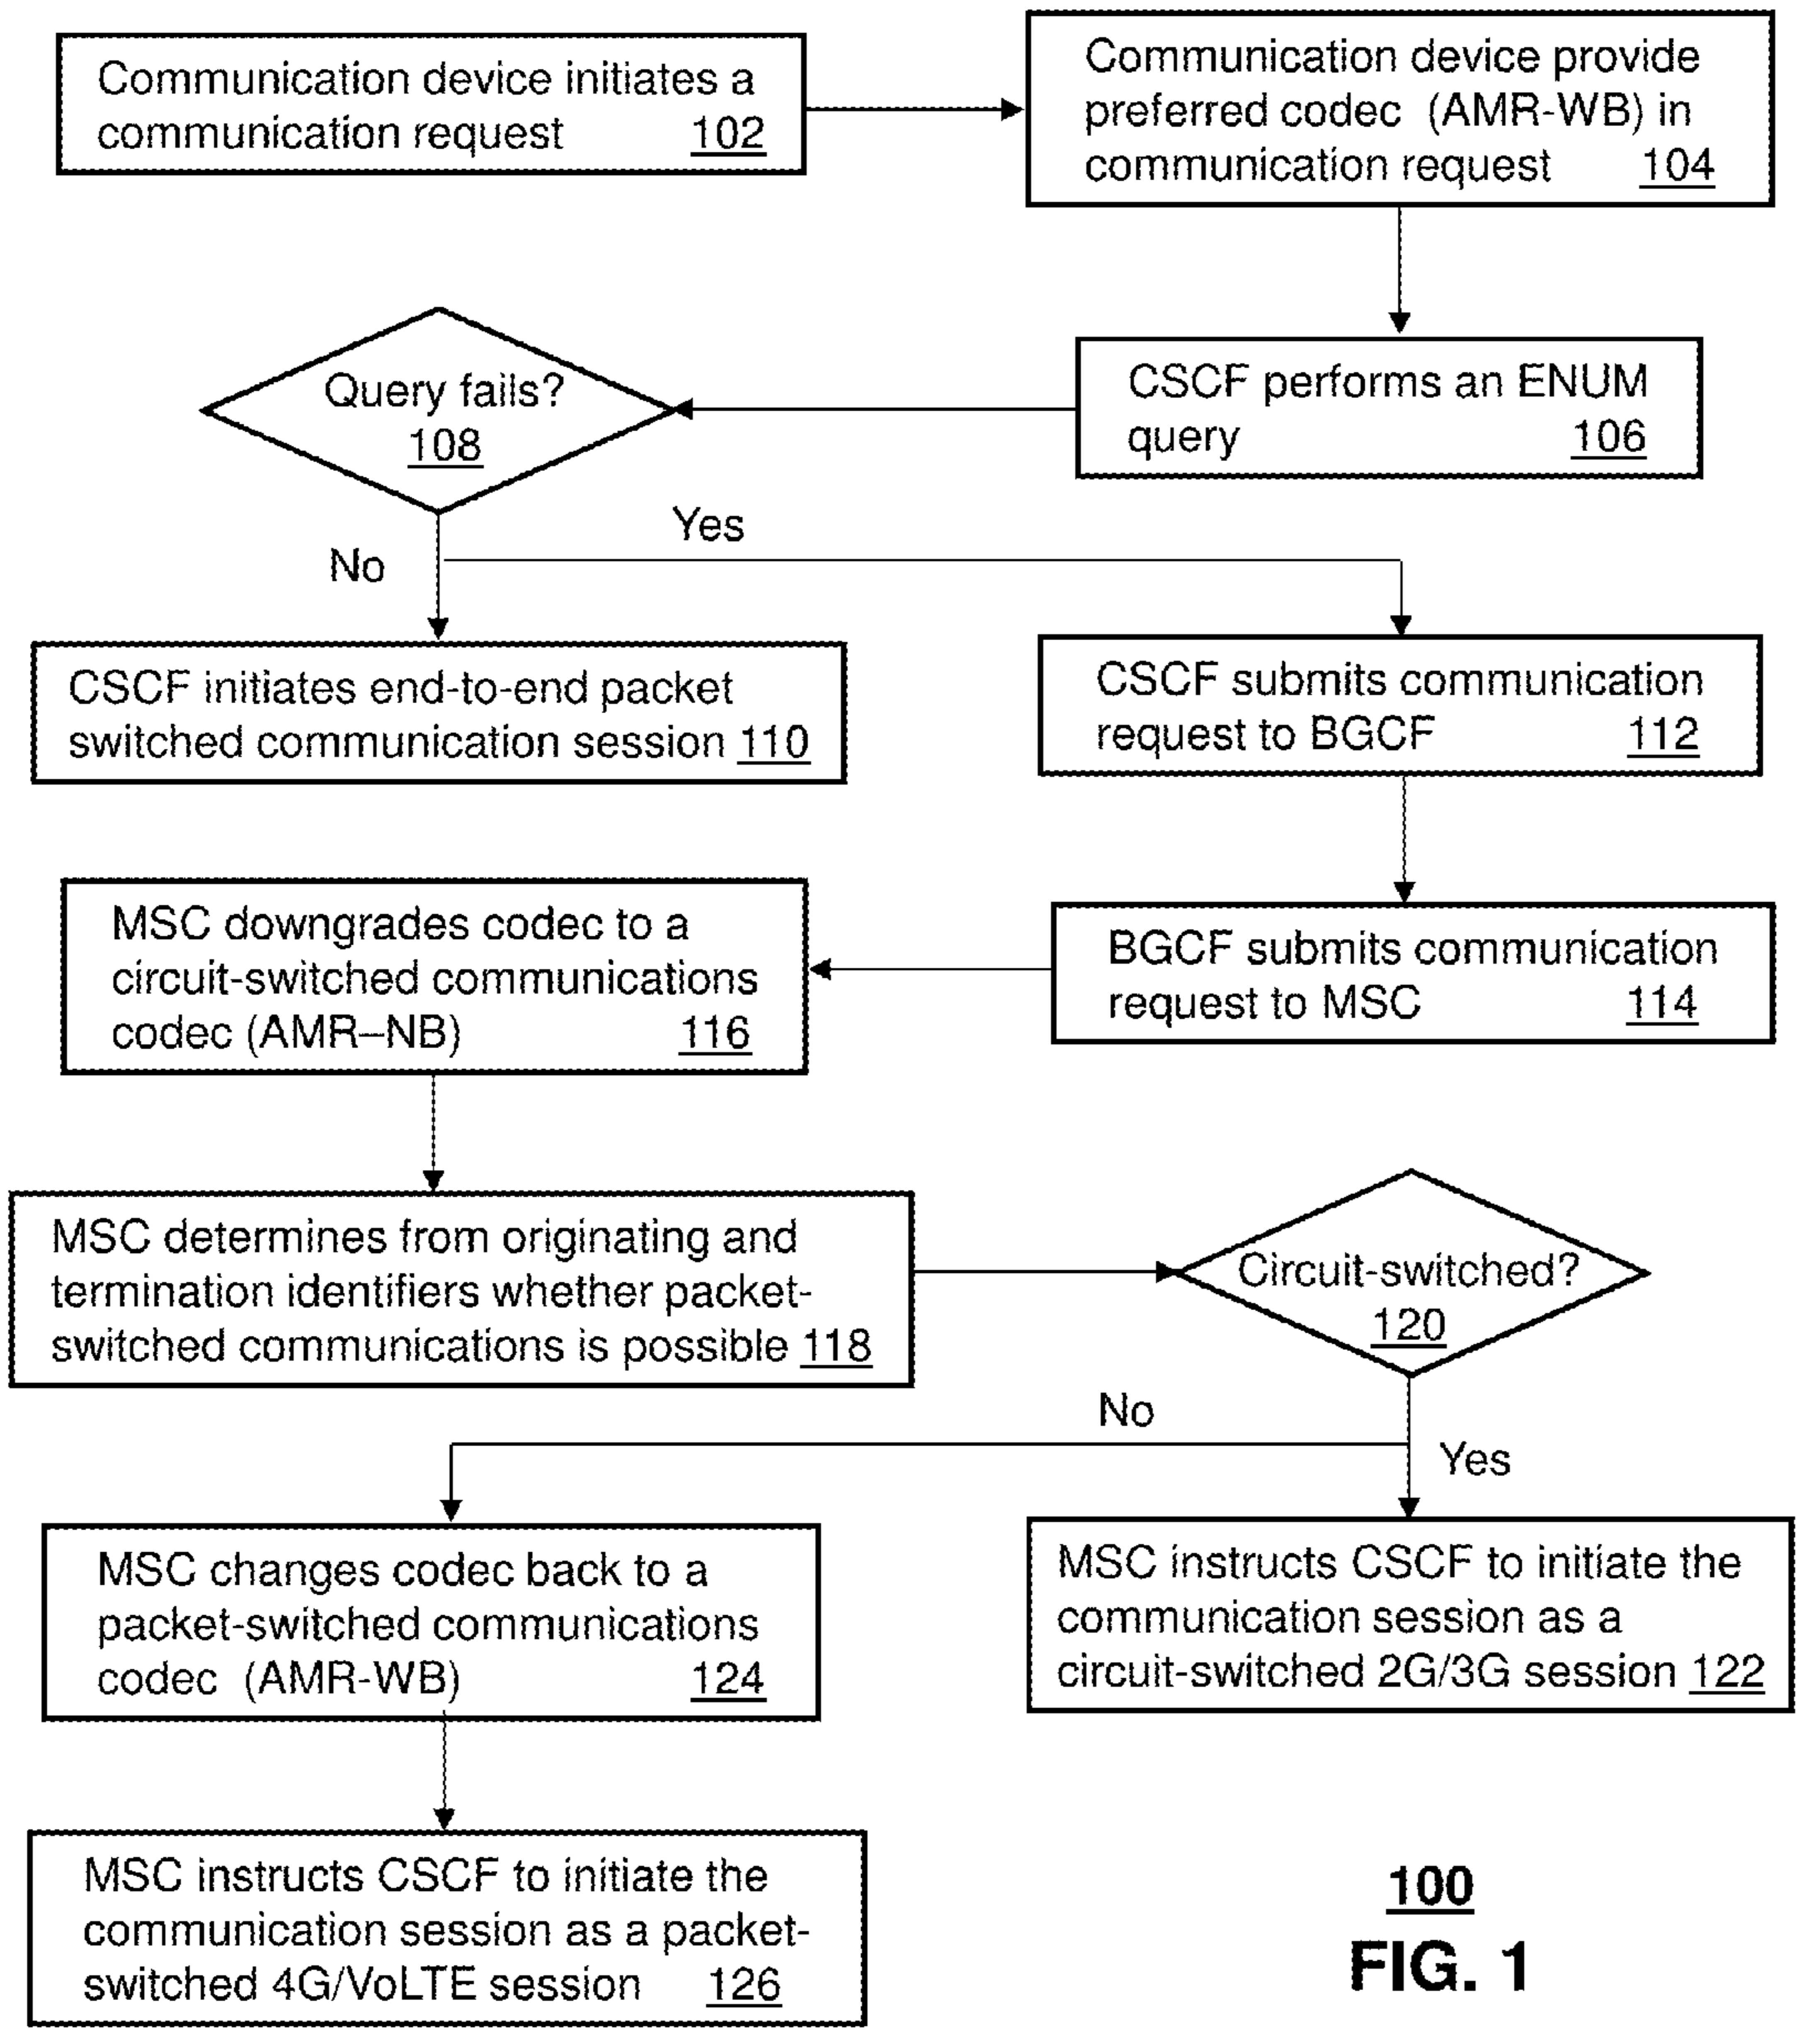 Communication device initiates a
communication request 102
Communication device provide
preferred codec (AMR-WB) in
communication request 104
CSCF performs an ENUM
query 106
Query fails?
108
Yes
No
CSCF initiates end-to-end packet
switched communication session 110
CSCF submits communication
request to BGCF 112
BGCF submits communication
request to MSC 114
MSC downgrades codec to a
circuit-switched communications
codec (AMR–NB) 116
MSC determines from originating and
termination identifiers whether packet-
switched communications is possible 118
Circuit-switched?
120
No
Yes
MSC instructs CSCF to initiate the
communication session as a
circuit-switched 2G/3G session 122
MSC changes codec back to a
packet-switched communications
codec (AMR-WB) 124
MSC instructs CSCF to initiate the
communication session as a packet-
switched 4G/VoLTE session 126
100
FIG. 1